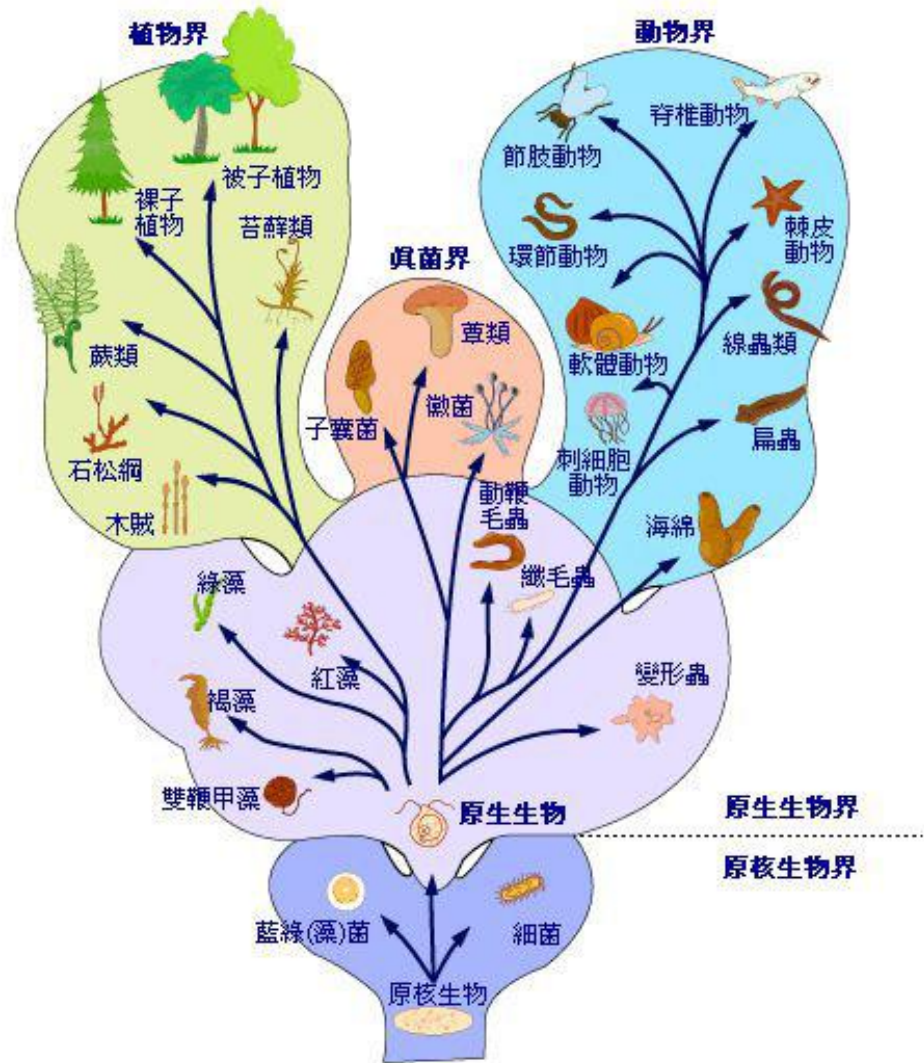 植物界
動物界
脊椎動物
節肢動物
被子植物
裸子
植物
苔蘚類
環節動物
棘皮
動物
眞菌界
蕨類
蕈類
軟體動物
線蟲類
子囊菌
黴菌
扁蟲
石松綱
刺細胞
動物
木賊
動鞭
毛蟲
海綿
綠藻
纖毛蟲
紅藻
變形蟲
褐藻
雙鞭甲藻
原生生物
原生生物界
原核生物界
藍綠(藻)菌
細菌
原核生物